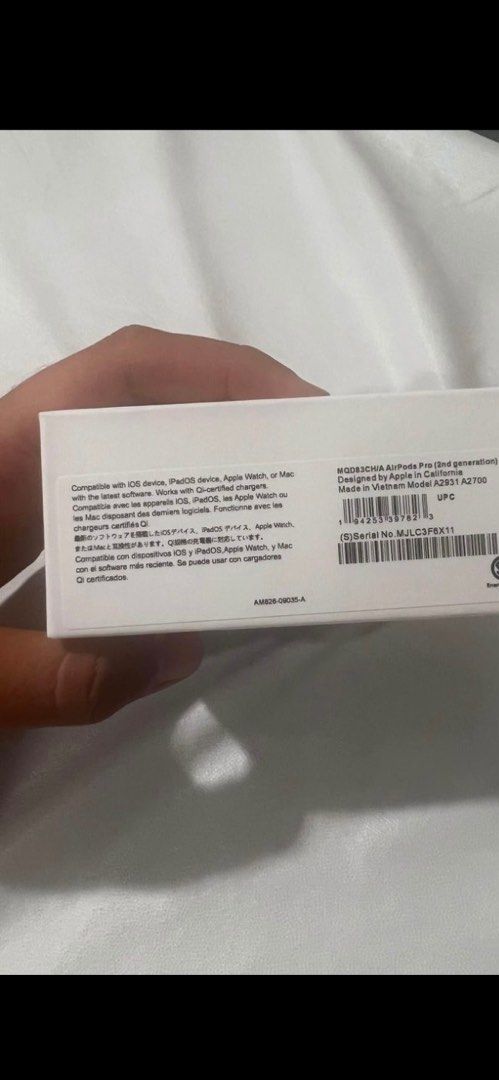 Compatible with iOS device, iPadOS device, Apple Watch, or Mac
with the latest software. Works with Qi-certified chargers.
Compatible avec les appareils iOS, iPadOS, les Apple Watch ou
les Mac disposant des derniers logiciels. Fonctionne avec les
chargeurs certifiés Qi.
最新のソフトウェアを搭載したiOSデバイス、iPadOS デバイス、Apple Watch、
またはMacと互換性があります。Qi規格の充電器に対応しています。
Compatible con dispositivos iOS y iPadOS,Apple Watch, y Mac
con el software más reciente. Se puede usar con cargadores
Qi certificados.
AM826-09035-A
MQD83CH/A AirPods Pro (2nd generation)
Designed by Apple in California
Made in Vietnam Model A2931 A2700
UPC
1 94253 39782 3
(S)Serial No.MJLC3F6X11